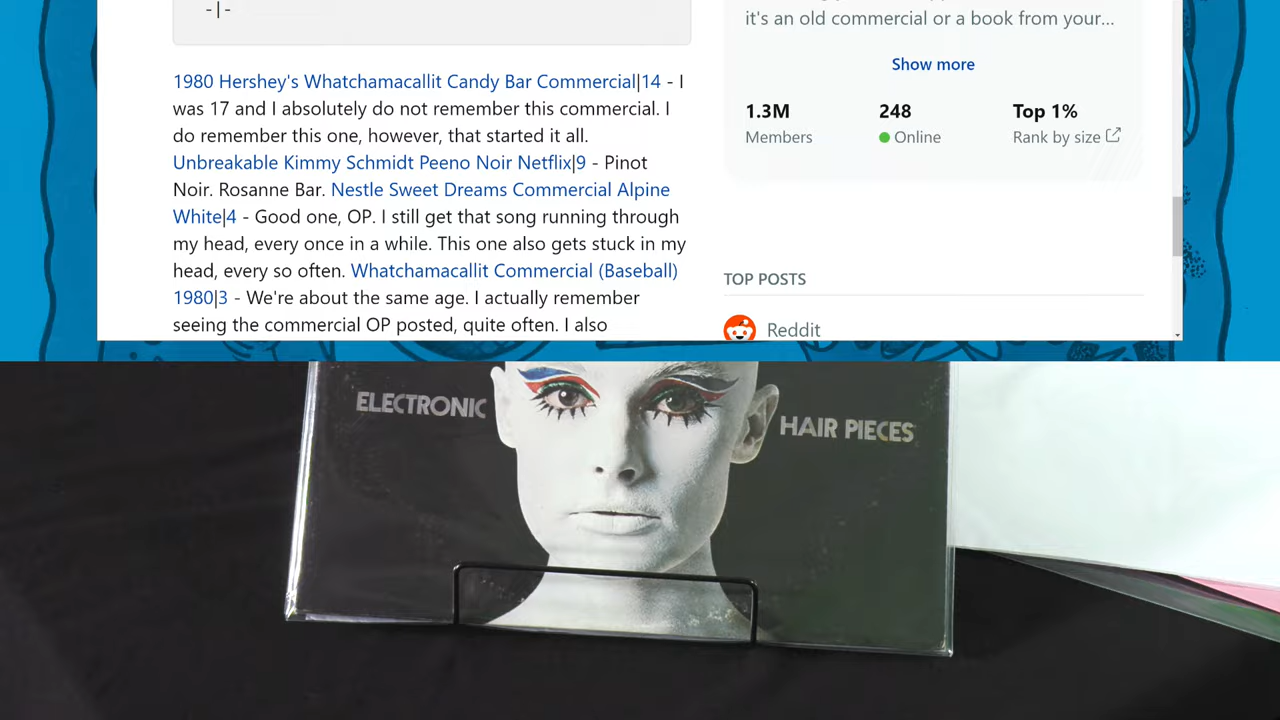 -|-
1980 Hershey's Whatchamacallit Candy Bar Commercial|14 - I
was 17 and I absolutely do not remember this commercial. I
do remember this one, however, that started it all.
Unbreakable Kimmy Schmidt Peeno Noir Netflix|9 - Pinot
Noir. Rosanne Bar. Nestle Sweet Dreams Commercial Alpine
White|4 - Good one, OP. I still get that song running through
my head, every once in a while. This one also gets stuck in my
head, every so often. Whatchamacallit Commercial (Baseball)
1980|3 - We're about the same age. I actually remember
seeing the commercial OP posted, quite often. I also
it's an old commercial or a book from your...
Show more
1.3M
Members
248
Online
Top 1%
Rank by size
TOP POSTS
Reddit
ELECTRONIC
HAIR PIECES